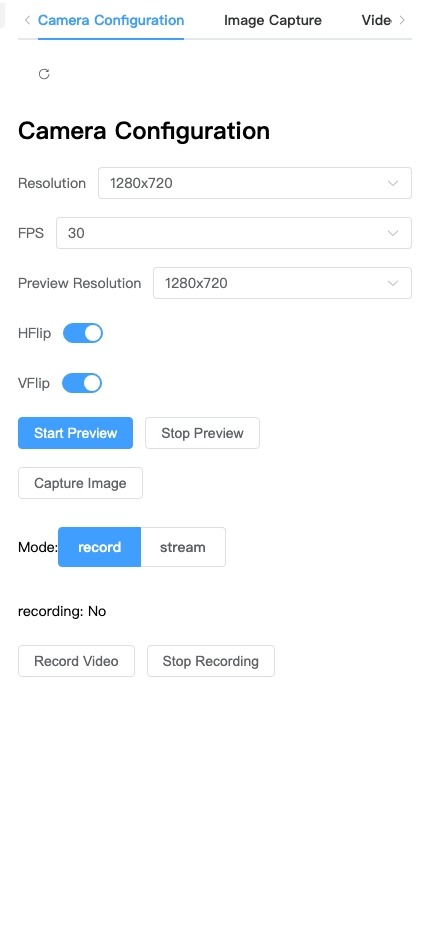 Camera Configuration Image Capture Vide
Camera Configuration
Resolution 1280x720
FPS 30
Preview Resolution 1280x720
HFlip
VFlip
Start Preview Stop Preview
Capture Image
Mode: record stream
recording: No
Record Video Stop Recording